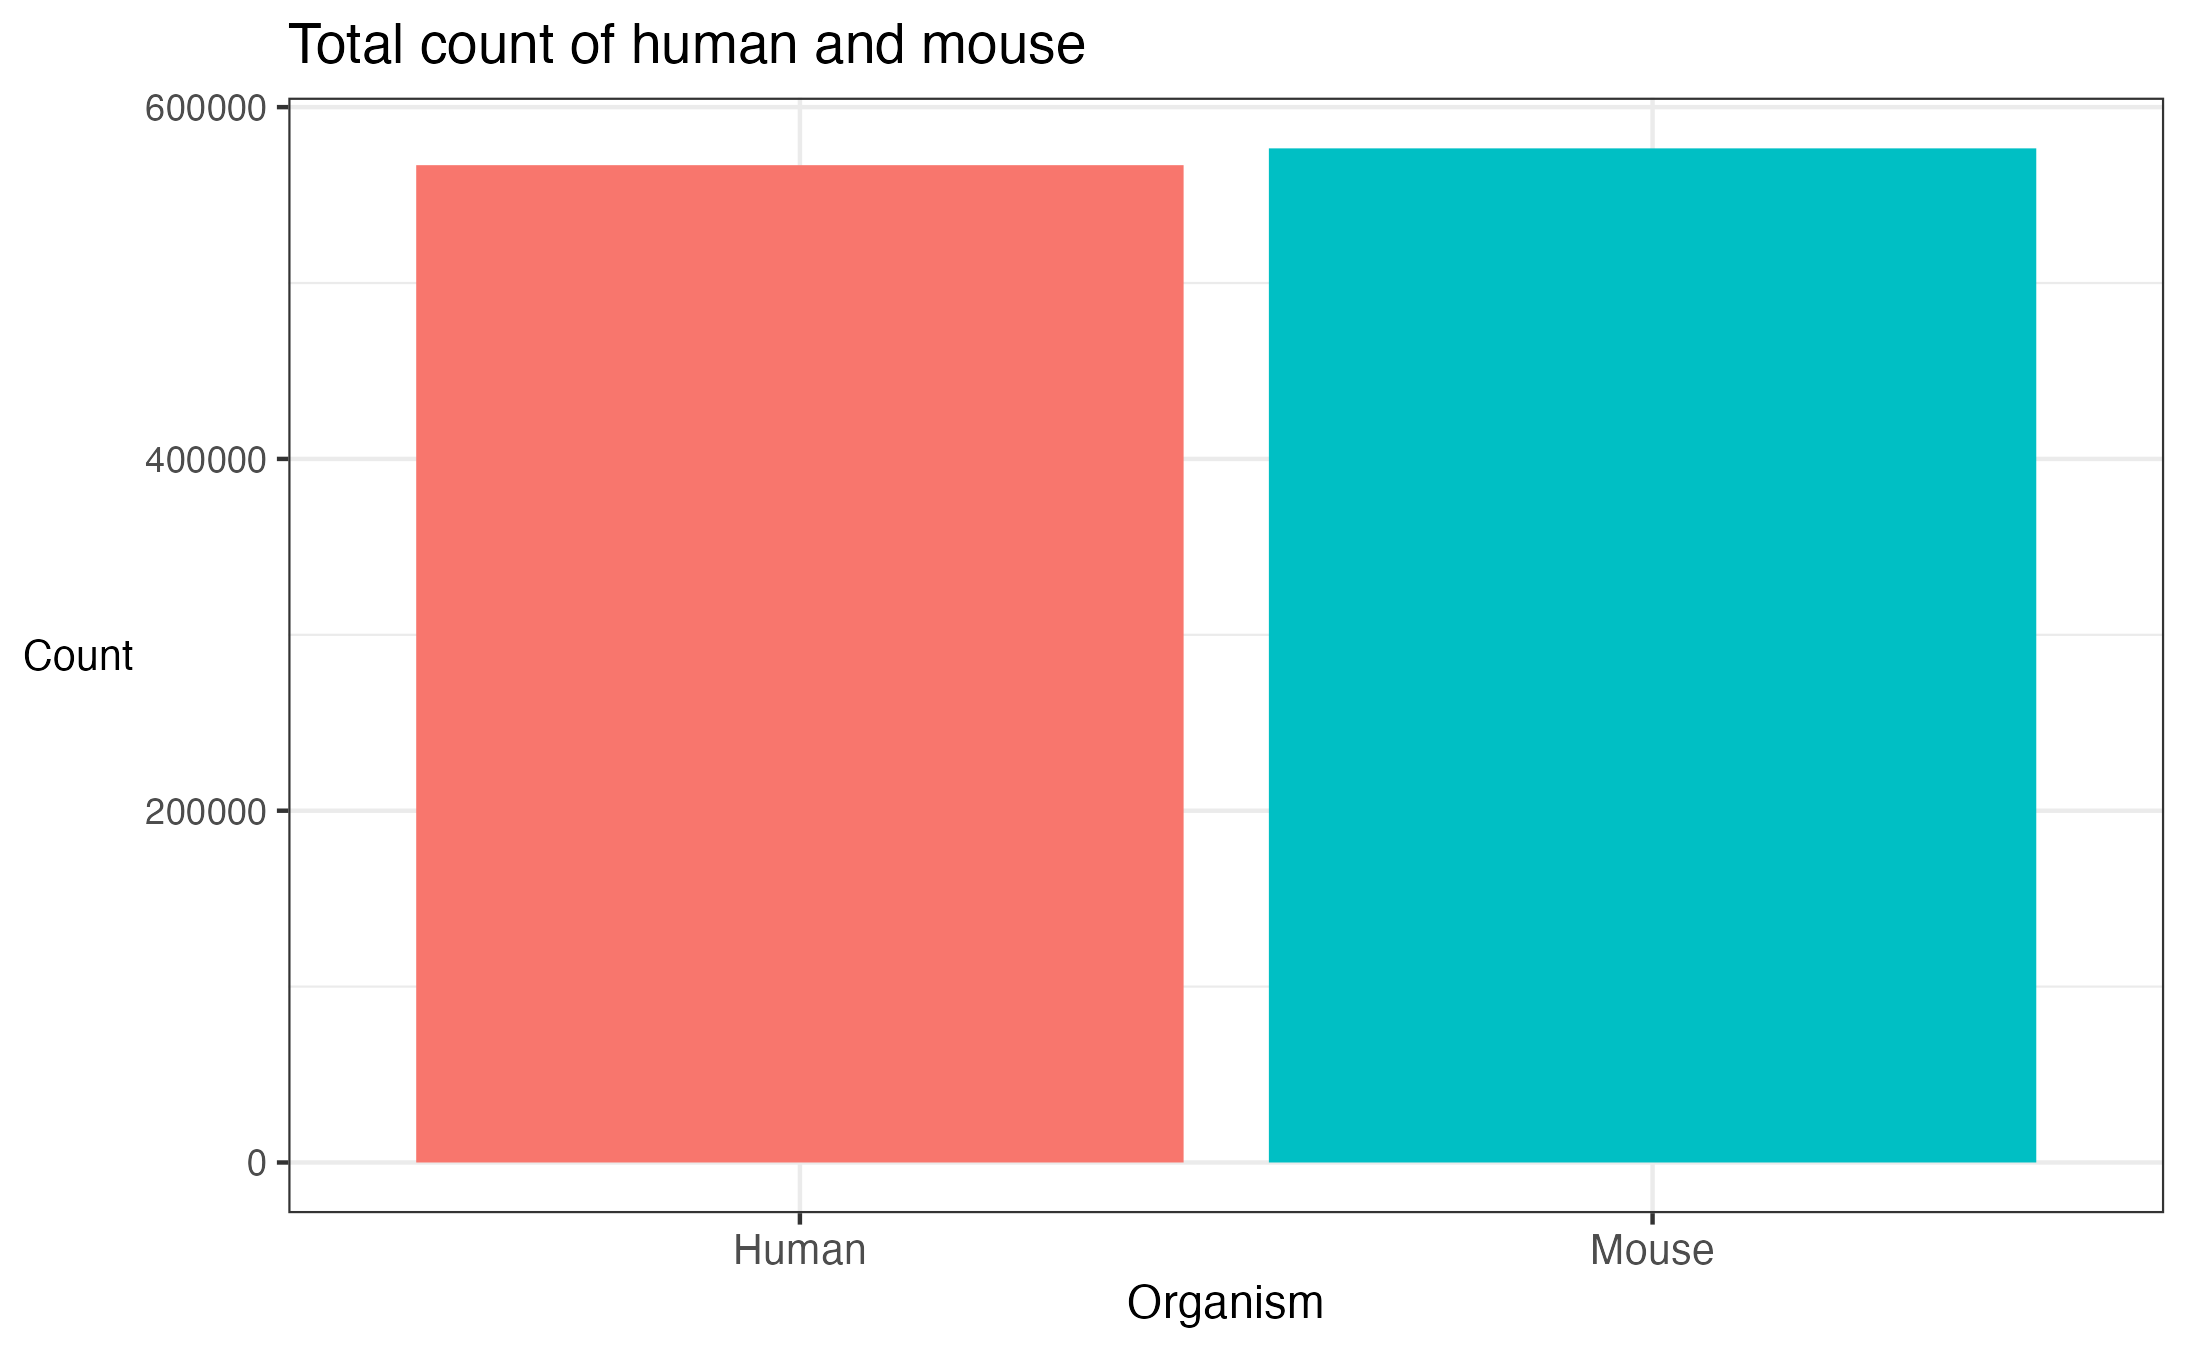 Total count of human and mouse
600000
400000
Count
200000
0
Human
Mouse
Organism